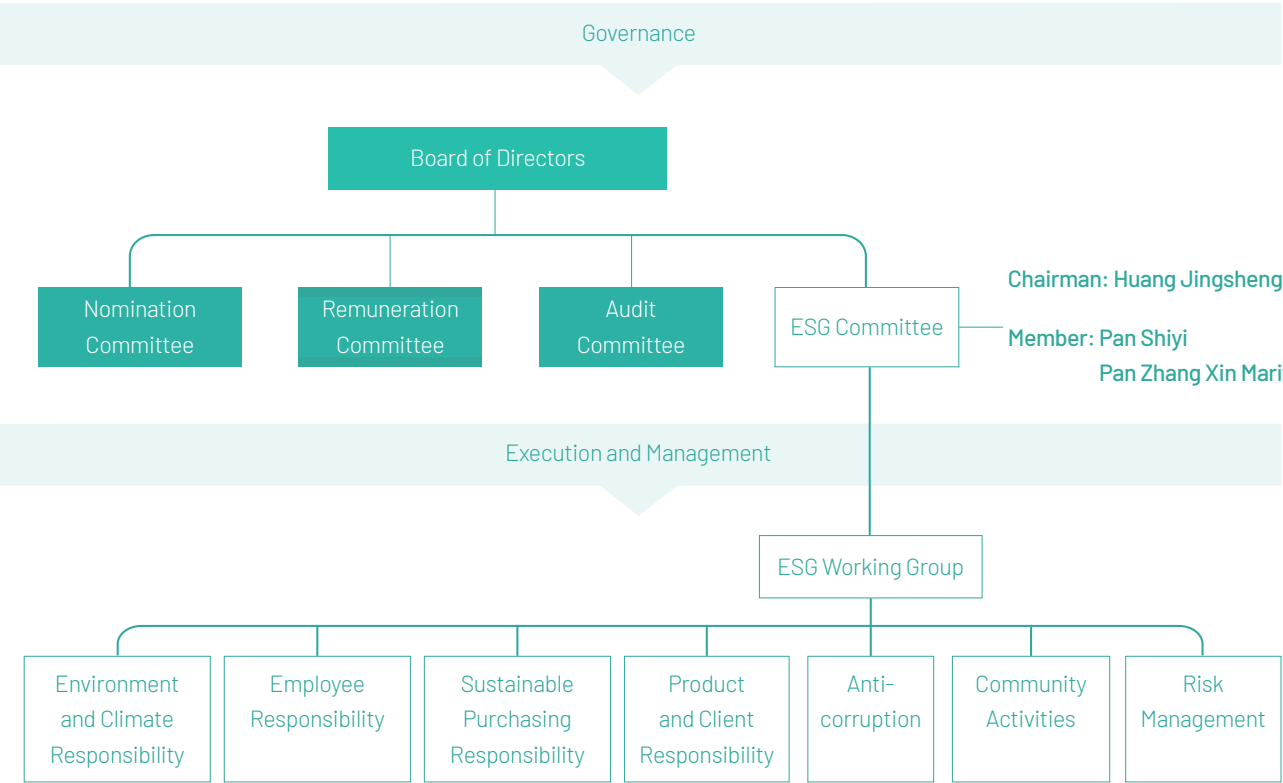 Governance
Board of Directors
Nomination
Committee
Remuneration
Committee
Audit
Committee
ESG Committee
Chairman: Huang Jingsheng
Member: Pan Shiyi
Pan Zhang Xin Mari
Execution and Management
ESG Working Group
Environment
and Climate
Responsibility
Employee
Responsibility
Sustainable
Purchasing
Responsibility
Product
and Client
Responsibility
Anti-
corruption
Community
Activities
Risk
Management